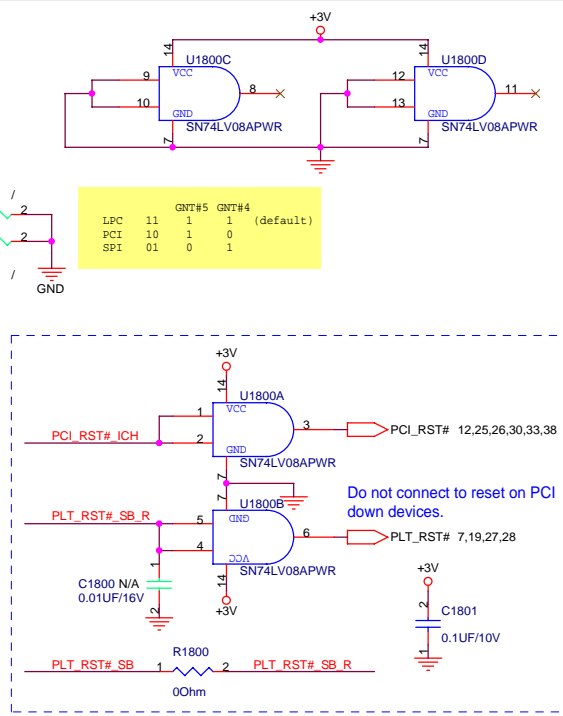 +3V
14
14
U1800C
U1800D
VCC
VCC
9
8
12
11
10
13
GND
GND
SN74LV08APWR
SN74LV08APWR
7
7
/
2
2
/
GND
GNT#5 GNT#4
LPC 11 1 1 (default)
PCI 10 1 0
SPI 01 0 1
+3V
14
U1800A
VCC
1
3
PCI_RST# 12,25,26,30,33,38
PCI_RST#_ICH
2
GND
SN74LV08APWR
7
7
U1800B
Do not connect to reset on PCI
down devices.
PLT_RST#_SB_R
5
GND
6
PLT_RST# 7,19,27,28
4
VCC
SN74LV08APWR
1
C1800 N/A
0.01UF/16V
2
14
+3V
+3V
2
C1801
0.1UF/10V
1
R1800
PLT_RST#_SB
1
2
PLT_RST#_SB_R
0Ohm